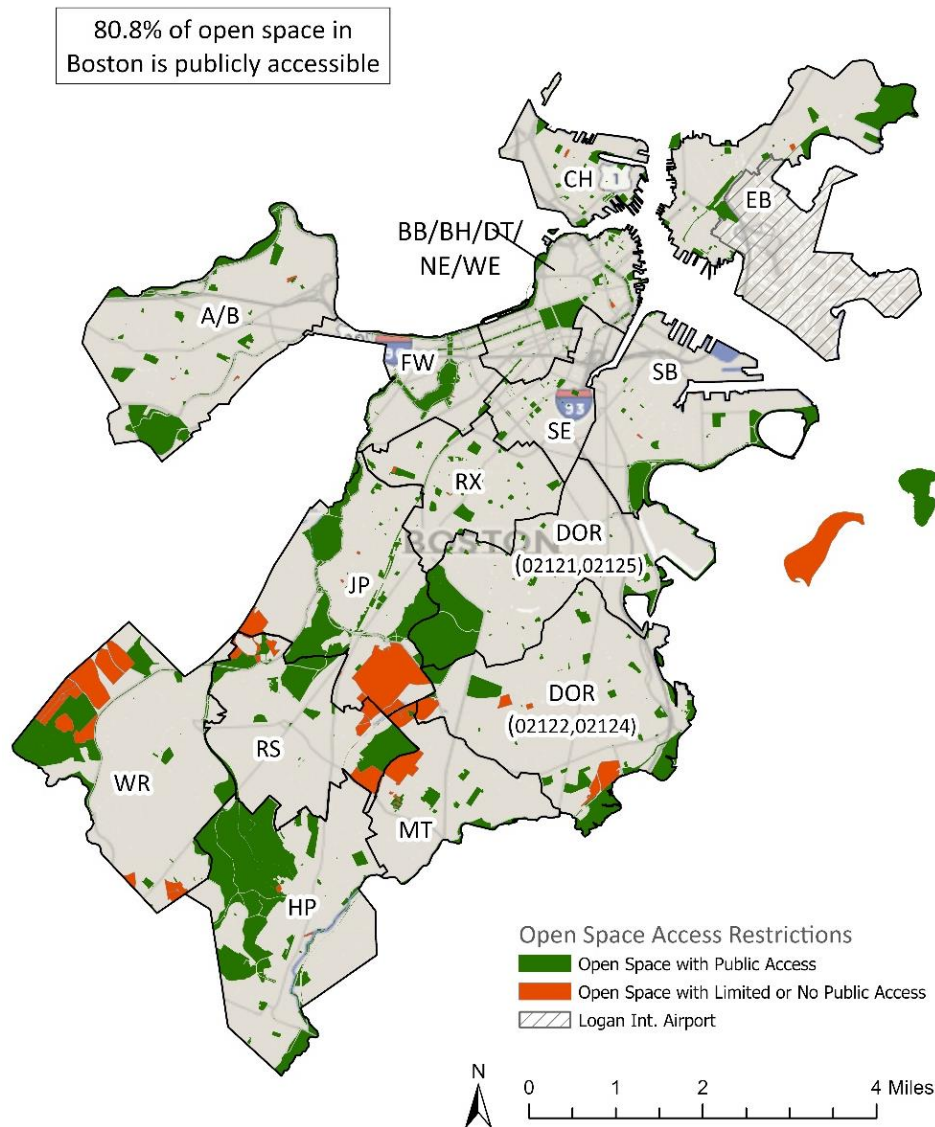 80.8% of open space in
Boston is publicly accessible
CH
1
EB
BB/BH/DT/
NE/WE
A/B
FW
SB
93
SE
RX
BOSTON
DOR
(02121,02125)
JP
DOR
(02122,02124)
RS
WR
MT
HP
Open Space Access Restrictions
Open Space with Public Access
Open Space with Limited or No Public Access
Logan Int. Airport
N
0 1 2 4 Miles